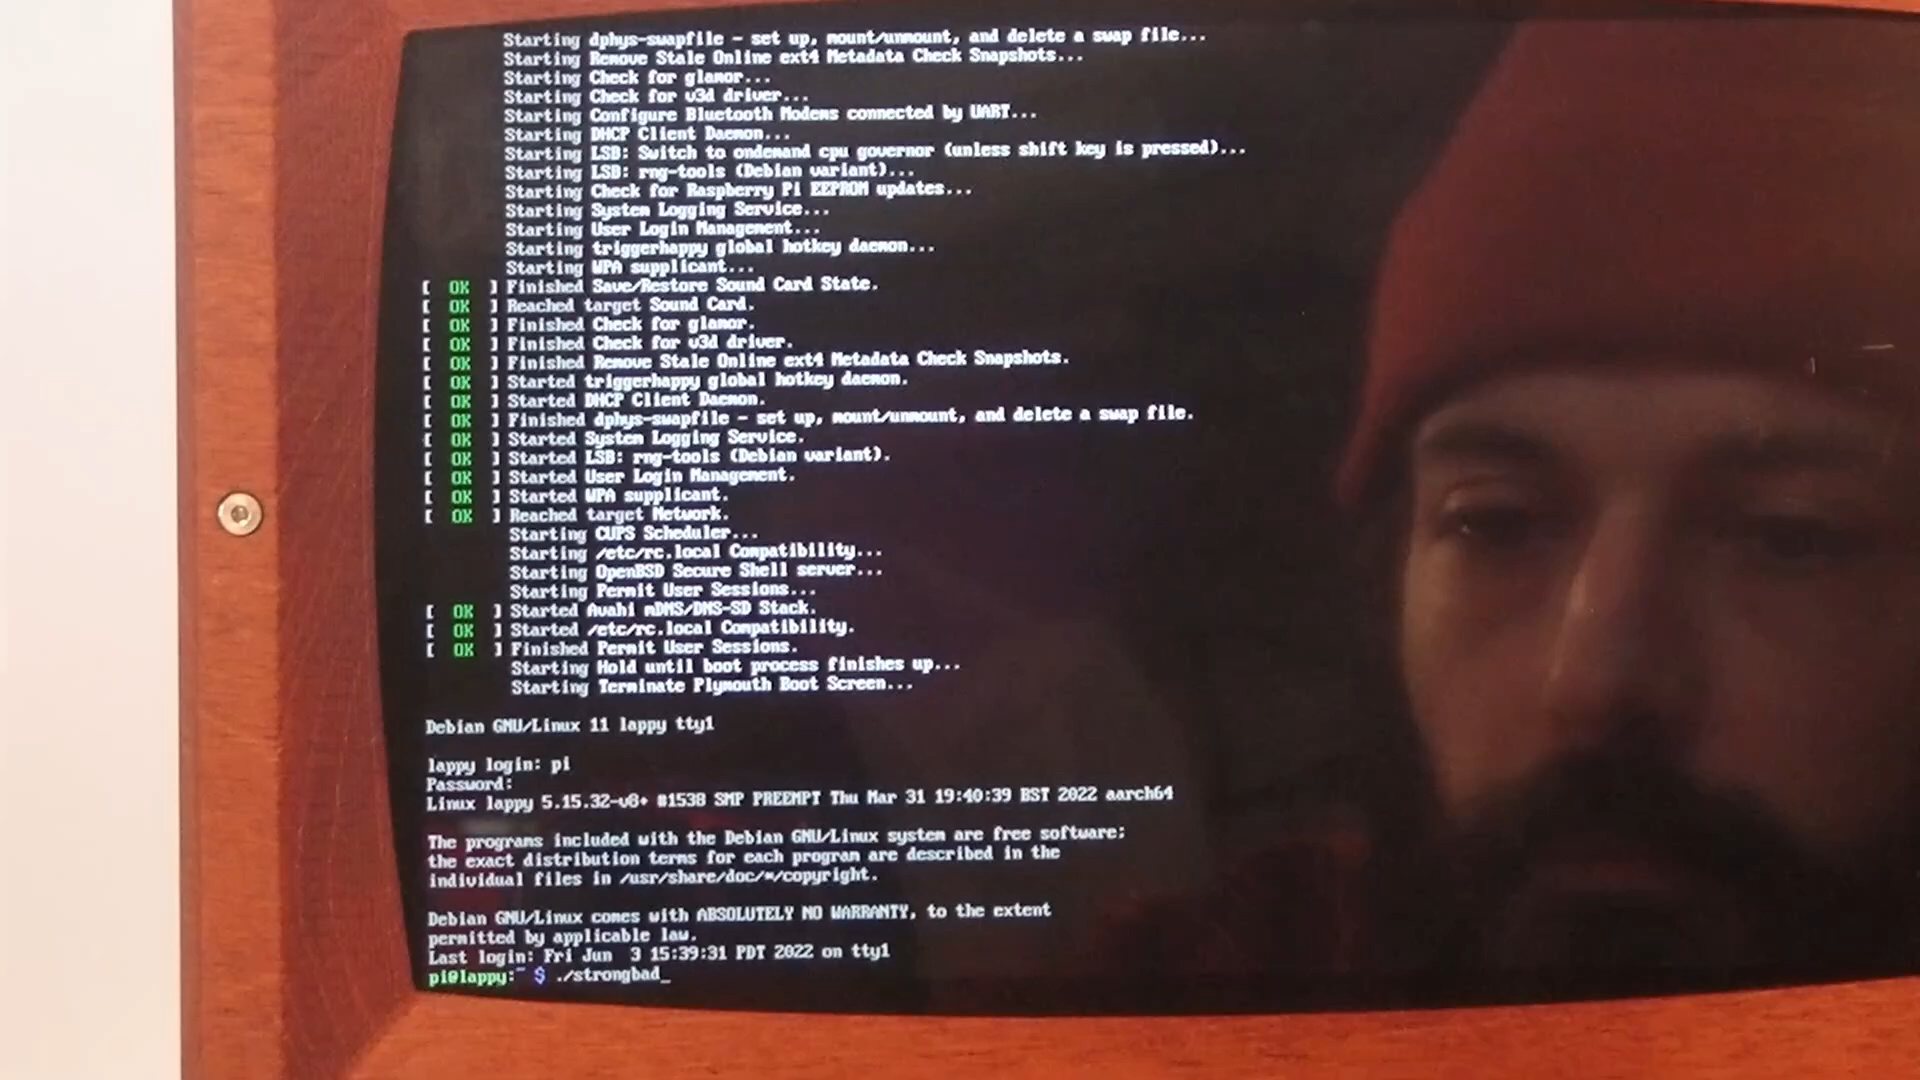 Starting dphys-swapfile - set up, mount/unmount, and delete a swap file...
Starting Remove Stale Online ext4 Metadata Check Snapshots...
Starting Check for glamor...
Starting Check for v3d driver...
Starting Configure Bluetooth Modems connected by UART...
Starting DHCP Client Daemon...
Starting LSB: Switch to ondemand cpu governor (unless shift key is pressed)...
Starting LSB: rng-tools (Debian variant)...
Starting Check for Raspberry Pi EEPROM updates...
Starting System Logging Service...
Starting User Login Management...
Starting triggerhappy global hotkey daemon...
Starting WPA supplicant...
[  OK  ] Finished Save/Restore Sound Card State.
[  OK  ] Reached target Sound Card.
[  OK  ] Finished Check for glamor.
[  OK  ] Finished Check for v3d driver.
[  OK  ] Finished Remove Stale Online ext4 Metadata Check Snapshots.
[  OK  ] Started triggerhappy global hotkey daemon.
[  OK  ] Started DHCP Client Daemon.
[  OK  ] Finished dphys-swapfile - set up, mount/unmount, and delete a swap file.
[  OK  ] Started System Logging Service.
[  OK  ] Started LSB: rng-tools (Debian variant).
[  OK  ] Started User Login Management.
[  OK  ] Started WPA supplicant.
[  OK  ] Reached target Network.
Starting CUPS Scheduler...
Starting /etc/rc.local Compatibility...
Starting OpenBSD Secure Shell server...
Starting Permit User Sessions...
[  OK  ] Started Avahi mDNS/DNS-SD Stack.
[  OK  ] Started /etc/rc.local Compatibility.
[  OK  ] Finished Permit User Sessions.
Starting Hold until boot process finishes up...
Starting Terminate Plymouth Boot Screen...
Debian GNU/Linux 11 lappy tty1
lappy login: pi
Password:
Linux lappy 5.15.32-v8+ #1538 SMP PREEMPT Thu Mar 31 19:40:39 BST 2022 aarch64
The programs included with the Debian GNU/Linux system are free software;
the exact distribution terms for each program are described in the
individual files in /usr/share/doc/*/copyright.
Debian GNU/Linux comes with ABSOLUTELY NO WARRANTY, to the extent
permitted by applicable law.
Last login: Fri Jun  3 15:39:31 PDT 2022 on tty1
pi@lappy:~ $ ./strongbad_